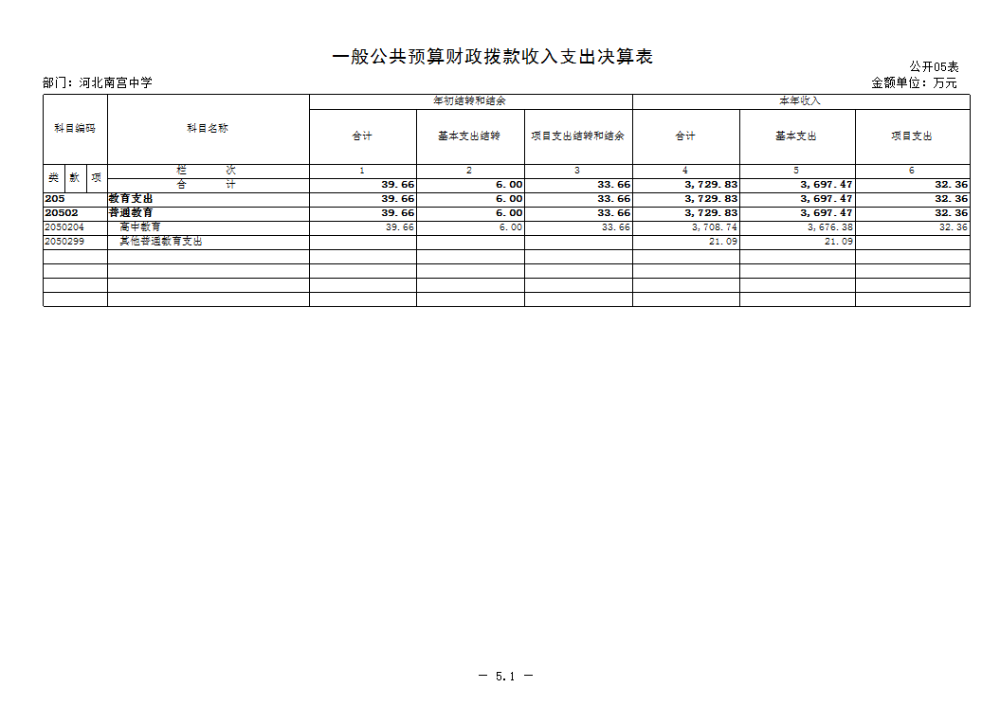 一般公共预算财政拨款收入支出决算表
公开05表
部门：河北南宫中学 金额单位：万元
科目编码 科目名称 年初结转和结余 本年收入
合计 基本支出结转 项目支出结转和结余 合计 基本支出 项目支出
类 款 项 栏 次 1 2 3 4 5 6
合 计 39.66 6.00 33.66 3,729.83 3,697.47 32.36
205 教育支出 39.66 6.00 33.66 3,729.83 3,697.47 32.36
20502 普通教育 39.66 6.00 33.66 3,729.83 3,697.47 32.36
2050204 高中教育 39.66 6.00 33.66 3,708.74 3,676.38 32.36
2050299 其他普通教育支出 21.09 21.09
— 5.1 —